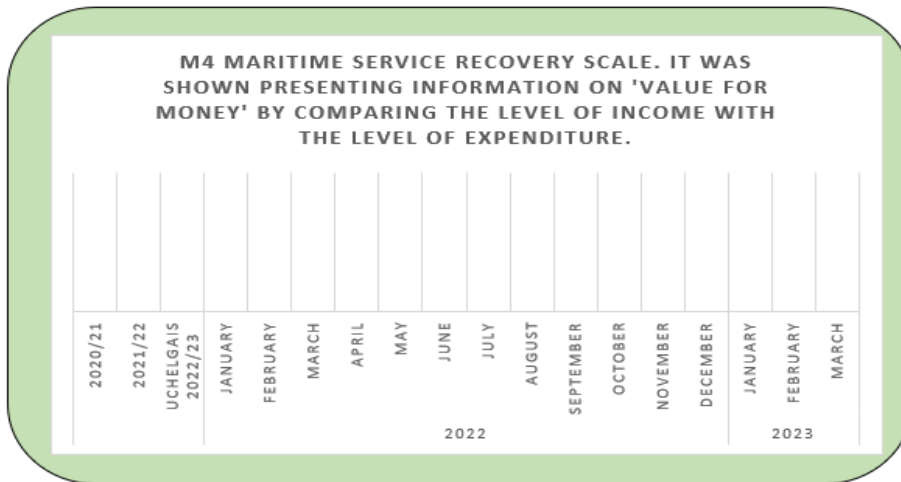 M4 MARITIME SERVICE RECOVERY SCALE. IT WAS
SHOWN PRESENTING INFORMATION ON 'VALUE FOR
MONEY' BY COMPARING THE LEVEL OF INCOME WITH
THE LEVEL OF EXPENDITURE.
2020/21
2021/22
UCHELGAIS
2022/23
JANUARY
FEBRUARY
MARCH
APRIL
MAY
JUNE
JULY
AUGUST
SEPTEMBER
OCTOBER
NOVEMBER
DECEMBER
JANUARY
FEBRUARY
MARCH
2022
2023